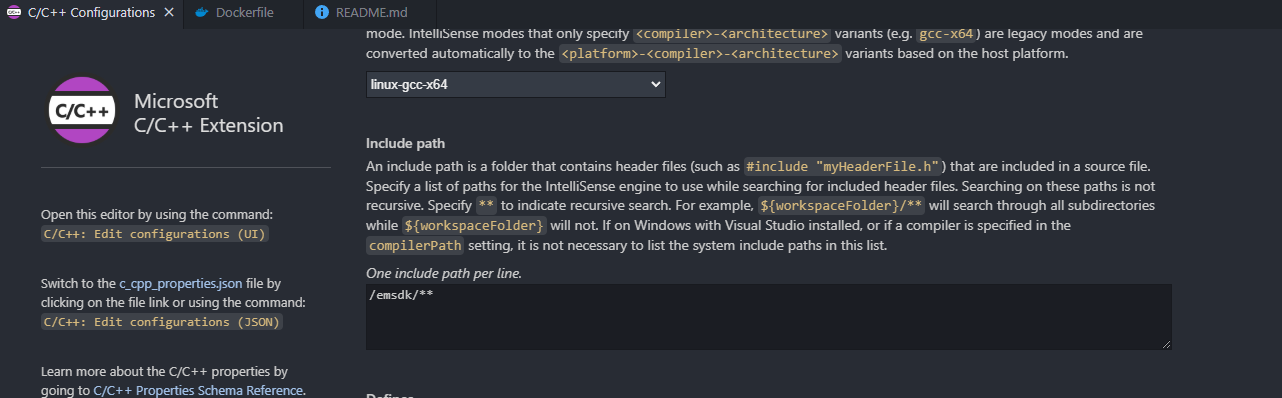 C/C++ Configurations
Dockerfile
README.md
mode. IntelliSense modes that only specify <compiler>-<architecture> variants (e.g. gcc-x64) are legacy modes and are
converted automatically to the <platform>-<compiler>-<architecture> variants based on the host platform.
linux-gcc-x64
C/C++
Microsoft
C/C++ Extension
Open this editor by using the command:
C/C++: Edit configurations (UI)
Switch to the c_cpp_properties.json file by
clicking on the file link or using the command:
C/C++: Edit configurations (JSON)
Learn more about the C/C++ properties by
going to C/C++ Properties Schema Reference.
Include path
An include path is a folder that contains header files (such as #include "myHeaderFile.h") that are included in a source file.
Specify a list of paths for the IntelliSense engine to use while searching for included header files. Searching on these paths is not
recursive. Specify ** to indicate recursive search. For example, ${workspaceFolder}/** will search through all subdirectories
while ${workspaceFolder} will not. If on Windows with Visual Studio installed, or if a compiler is specified in the
compilerPath setting, it is not necessary to list the system include paths in this list.
One include path per line.
/emsdk/**
Defines